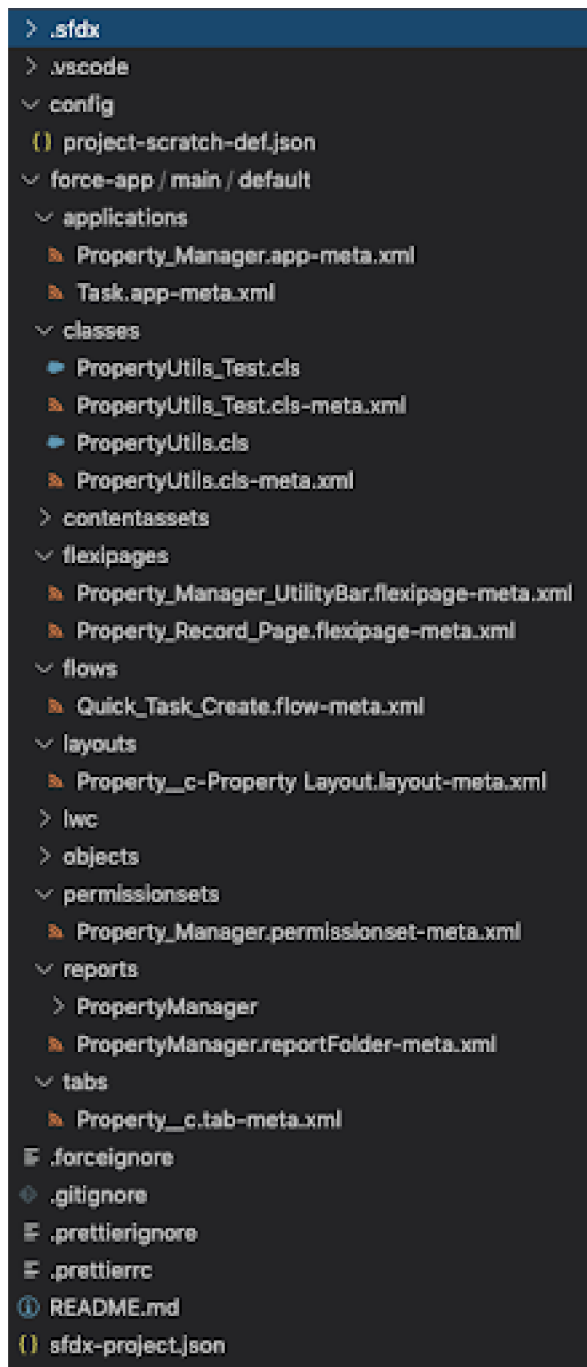 .sfdx
.vscode
config
project-scratch-def.json
force-app / main / default
applications
Property_Manager.app-meta.xml
Task.app-meta.xml
classes
PropertyUtils_Test.cls
PropertyUtils_Test.cls-meta.xml
PropertyUtils.cls
PropertyUtils.cls-meta.xml
contentassets
flexipages
Property_Manager_UtilityBar.flexipage-meta.xml
Property_Record_Page.flexipage-meta.xml
flows
Quick_Task_Create.flow-meta.xml
layouts
Property__c-Property Layout.layout-meta.xml
lwc
objects
permissionsets
Property_Manager.permissionset-meta.xml
reports
PropertyManager
PropertyManager.reportFolder-meta.xml
tabs
Property__c.tab-meta.xml
.forceignore
.gitignore
.prettierignore
.prettierrc
README.md
sfdx-project.json